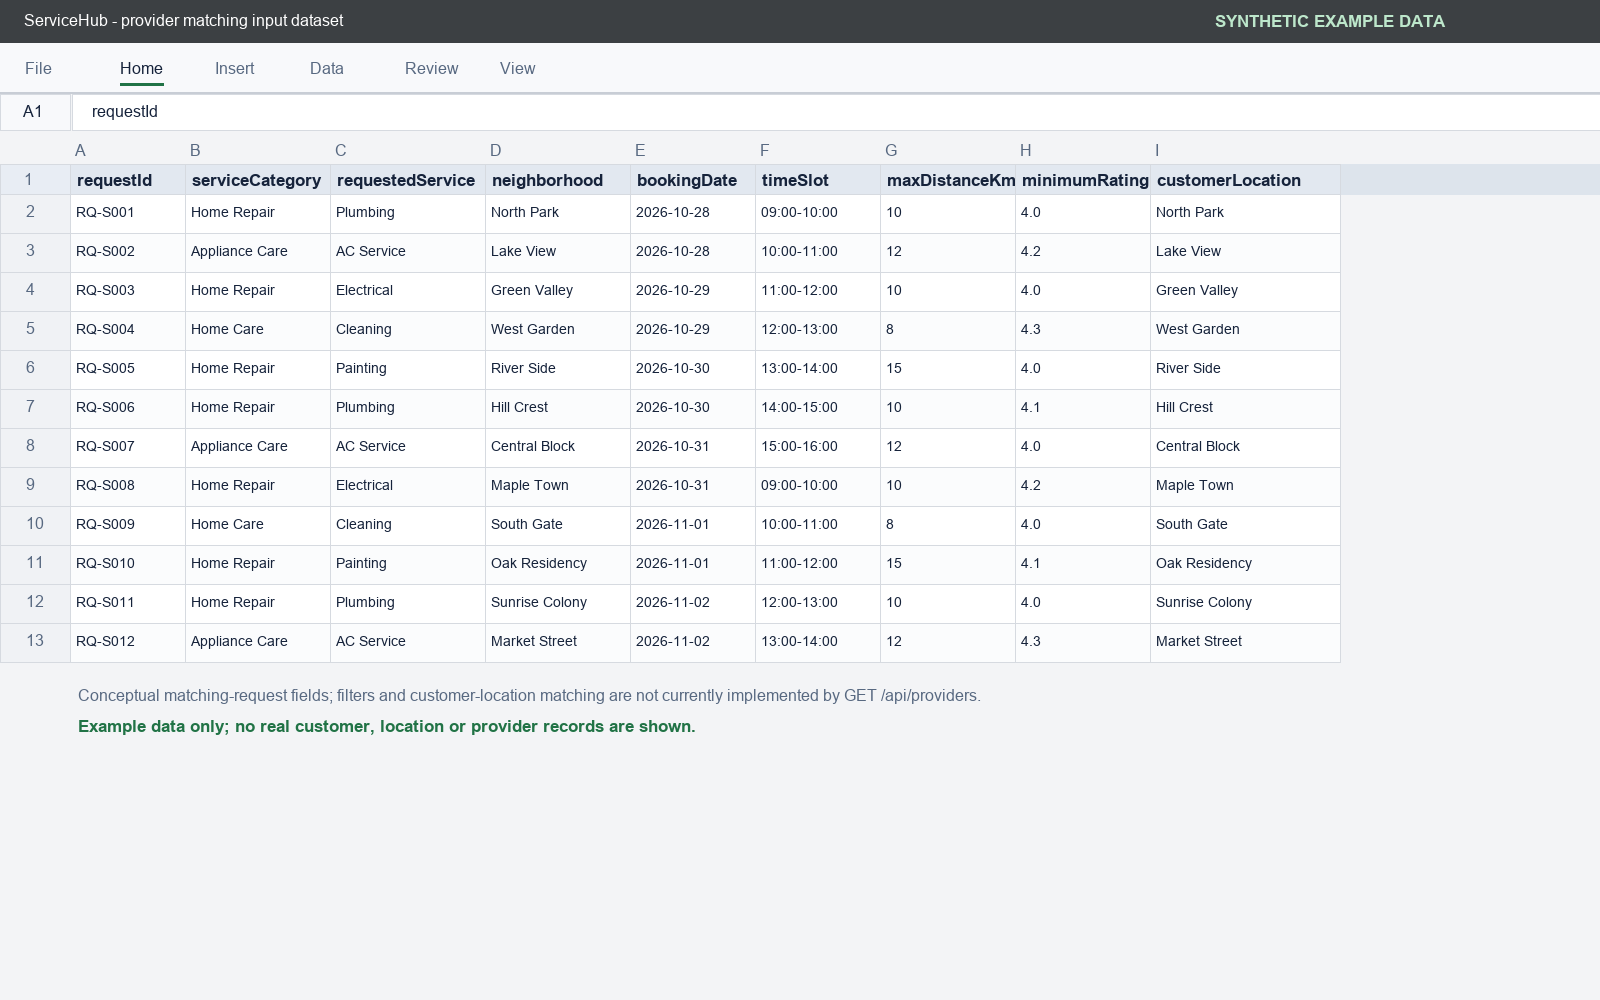 ServiceHub - provider matching input dataset SYNTHETIC EXAMPLE DATA
File Home Insert Data Review View
A1 requestId
A B C D E F G H I
1 requestId serviceCategory requestedService neighborhood bookingDate timeSlot maxDistanceKm minimumRating customerLocation
2 RQ-S001 Home Repair Plumbing North Park 2026-10-28 09:00-10:00 10 4.0 North Park
3 RQ-S002 Appliance Care AC Service Lake View 2026-10-28 10:00-11:00 12 4.2 Lake View
4 RQ-S003 Home Repair Electrical Green Valley 2026-10-29 11:00-12:00 10 4.0 Green Valley
5 RQ-S004 Home Care Cleaning West Garden 2026-10-29 12:00-13:00 8 4.3 West Garden
6 RQ-S005 Home Repair Painting River Side 2026-10-30 13:00-14:00 15 4.0 River Side
7 RQ-S006 Home Repair Plumbing Hill Crest 2026-10-30 14:00-15:00 10 4.1 Hill Crest
8 RQ-S007 Appliance Care AC Service Central Block 2026-10-31 15:00-16:00 12 4.0 Central Block
9 RQ-S008 Home Repair Electrical Maple Town 2026-10-31 09:00-10:00 10 4.2 Maple Town
10 RQ-S009 Home Care Cleaning South Gate 2026-11-01 10:00-11:00 8 4.0 South Gate
11 RQ-S010 Home Repair Painting Oak Residency 2026-11-01 11:00-12:00 15 4.1 Oak Residency
12 RQ-S011 Home Repair Plumbing Sunrise Colony 2026-11-02 12:00-13:00 10 4.0 Sunrise Colony
13 RQ-S012 Appliance Care AC Service Market Street 2026-11-02 13:00-14:00 12 4.3 Market Street
Conceptual matching-request fields; filters and customer-location matching are not currently implemented by GET /api/providers.
Example data only; no real customer, location or provider records are shown.